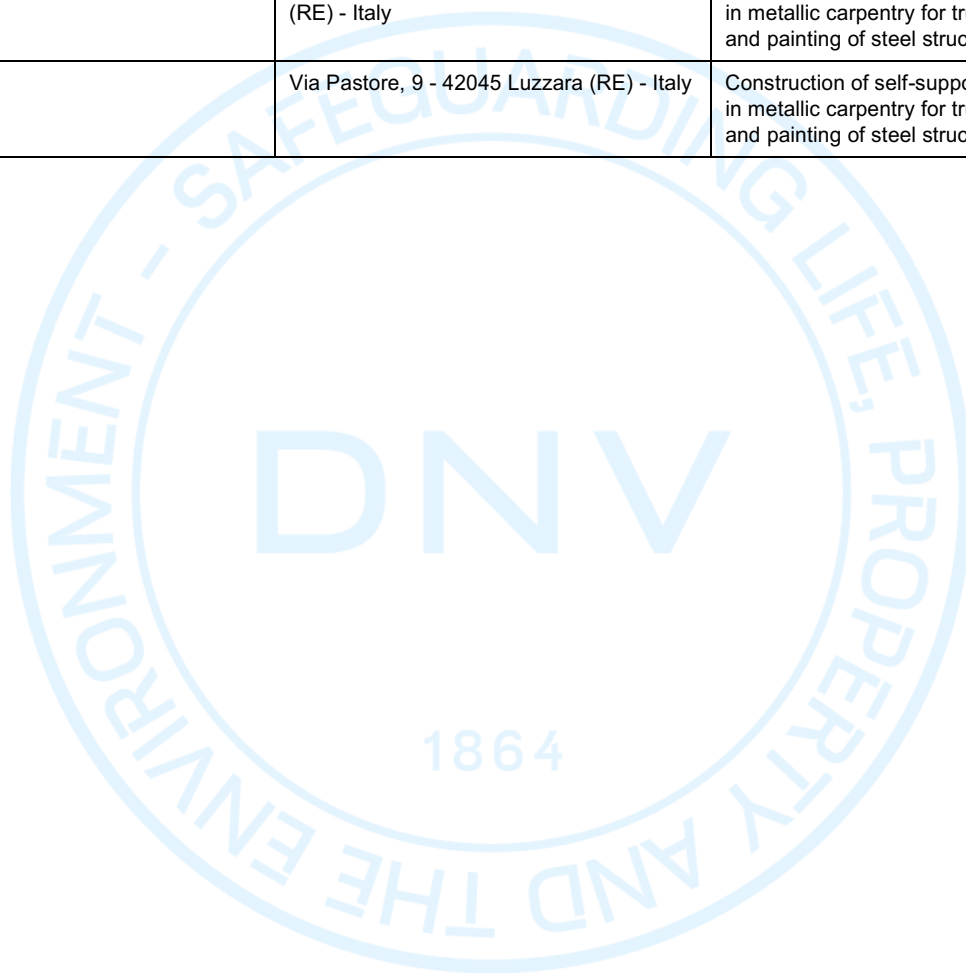 (RE) - Italy
in metallic carpentry for tr
and painting of steel struc
Via Pastore, 9 - 42045 Luzzara (RE) - Italy
Construction of self-suppo
in metallic carpentry for tr
and painting of steel struc
SAFEGUARDING LIFE, PROPERTY AND THE ENVIRONMENT -
DNV
1864